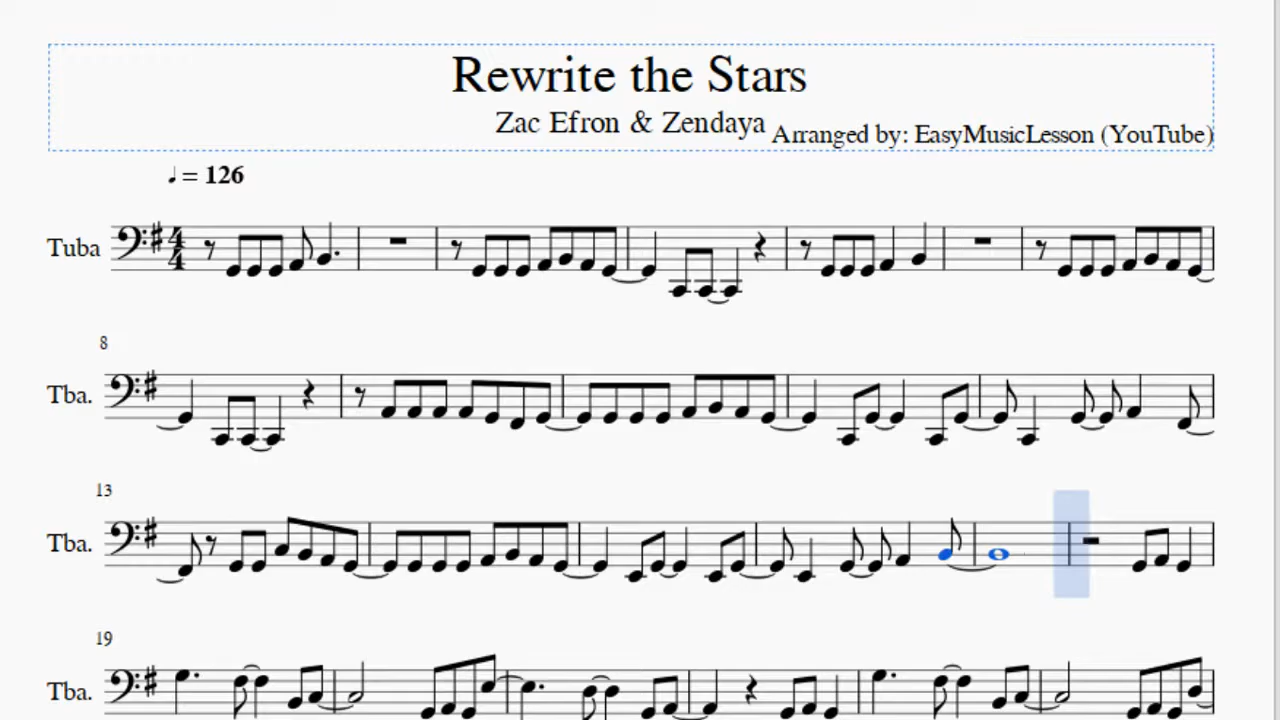 Rewrite the Stars
Zac Efron & Zendaya
Arranged by: EasyMusicLesson (YouTube)
♩ = 126
Tuba
4
4
8
Tba.
13
Tba.
19
Tba.